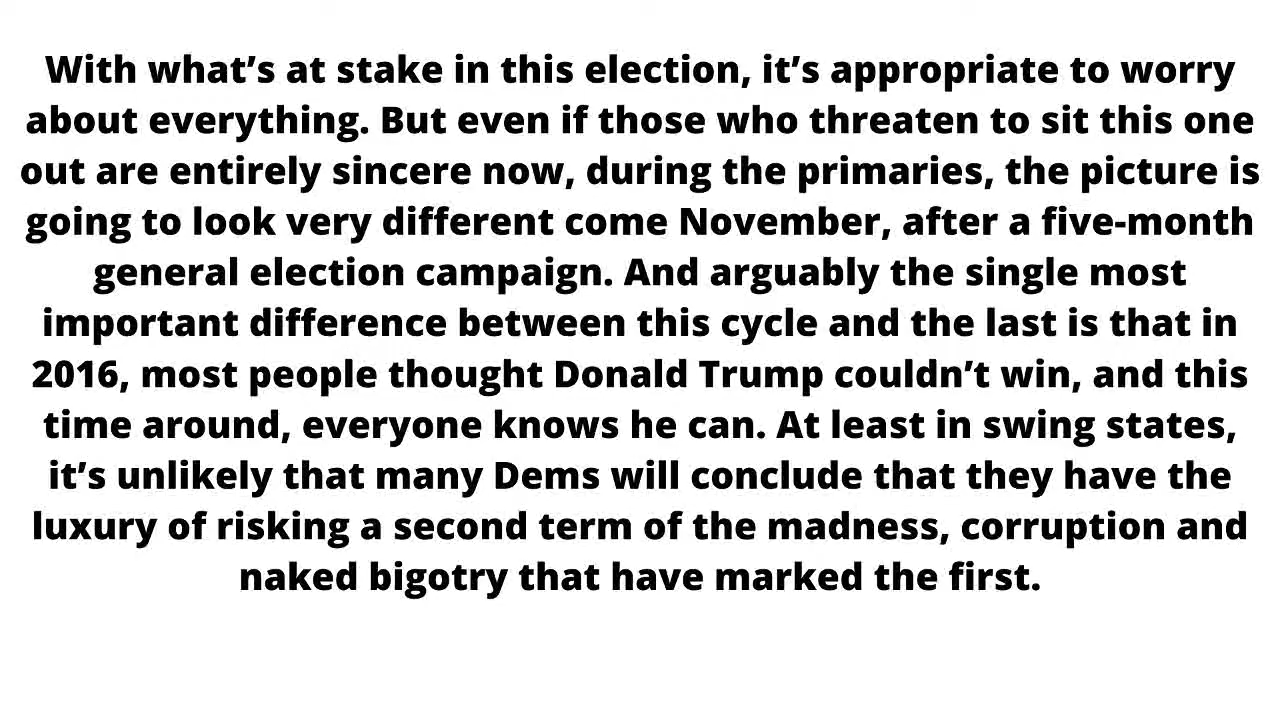 With what’s at stake in this election, it’s appropriate to worry
about everything. But even if those who threaten to sit this one
out are entirely sincere now, during the primaries, the picture is
going to look very different come November, after a five-month
general election campaign. And arguably the single most
important difference between this cycle and the last is that in
2016, most people thought Donald Trump couldn’t win, and this
time around, everyone knows he can. At least in swing states,
it’s unlikely that many Dems will conclude that they have the
luxury of risking a second term of the madness, corruption and
naked bigotry that have marked the first.